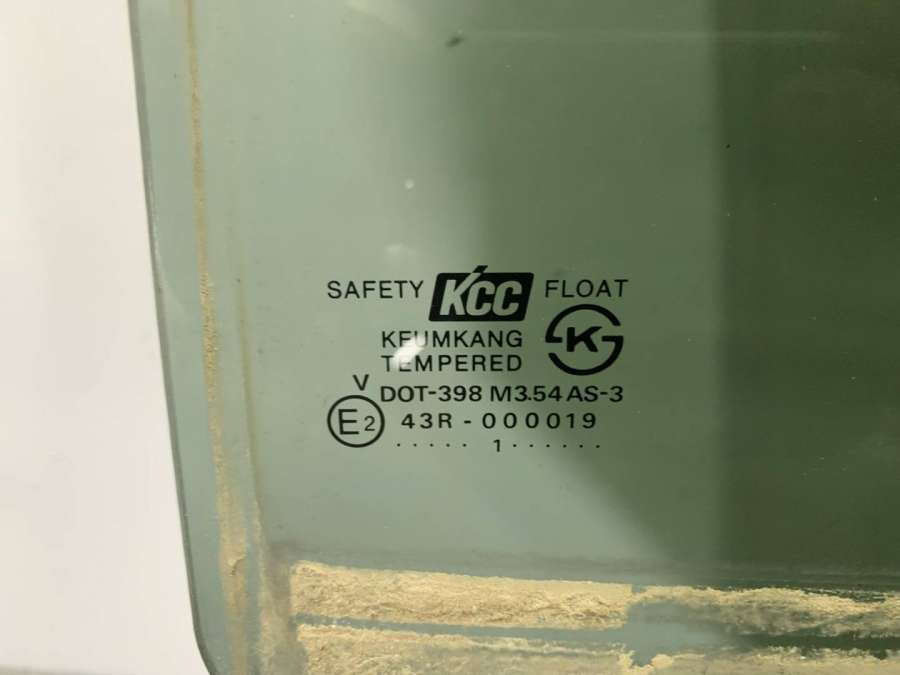 SAFETY KCC FLOAT
KEUMKANG
TEMPERED
V DOT-398 M3.54 AS-3
E2 43R - 000019
. . . . . 1 . . . . . .